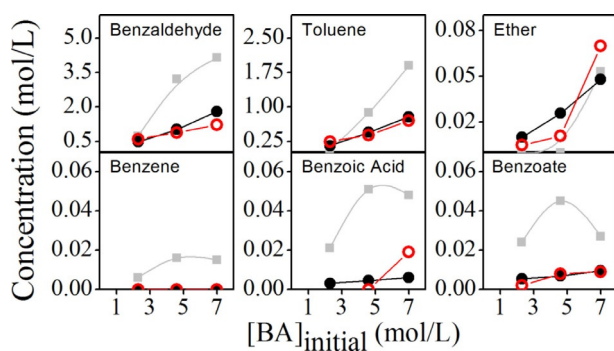 Concentration (mol/L)
Benzaldehyde
5.0
3.5
2.0
0.5
Toluene
2.50
1.75
1.00
0.25
Ether
0.08
0.05
0.02
Benzene
0.06
0.04
0.02
0.00
1 3 5 7
Benzoic Acid
0.06
0.04
0.02
0.00
1 3 5 7
Benzoate
0.06
0.04
0.02
0.00
1 3 5 7
[BA]initial (mol/L)